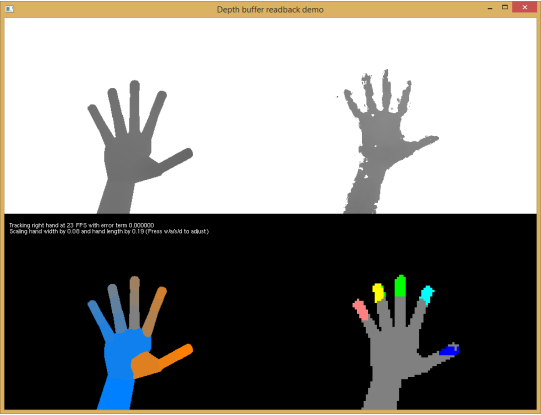 Depth buffer readback demo
Tracking right hand at 23 FPS with error term 0.000000
Scaling hand width by 0.08 and hand length by 0.19 (Press w/a/s/d to adjust)